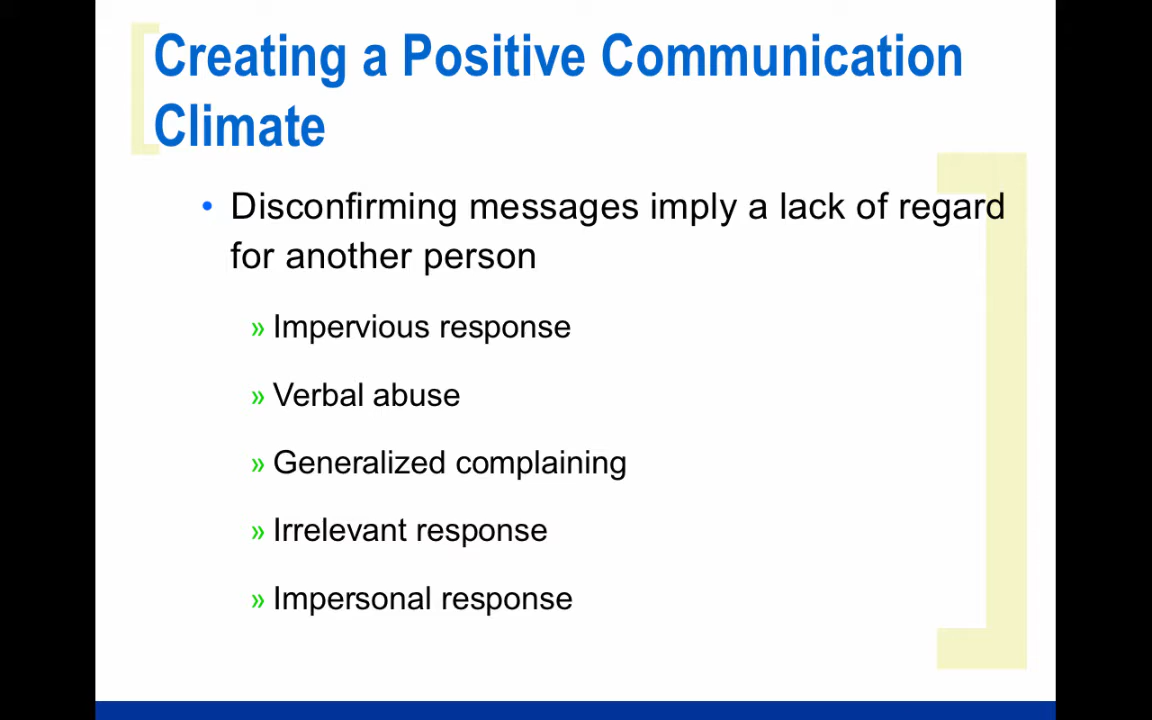 Creating a Positive Communication
Climate
• Disconfirming messages imply a lack of regard
for another person
» Impervious response
» Verbal abuse
» Generalized complaining
» Irrelevant response
» Impersonal response